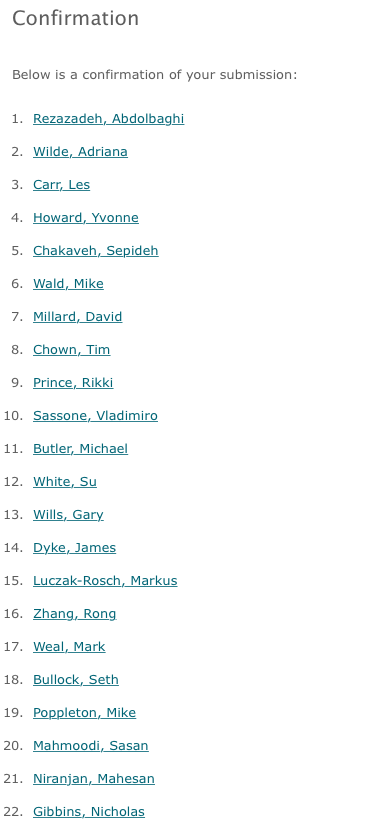 Confirmation
Below is a confirmation of your submission:
1. Rezazadeh, Abdolbaghi
2. Wilde, Adriana
3. Carr, Les
4. Howard, Yvonne
5. Chakaveh, Sepideh
6. Wald, Mike
7. Millard, David
8. Chown, Tim
9. Prince, Rikki
10. Sassone, Vladimiro
11. Butler, Michael
12. White, Su
13. Wills, Gary
14. Dyke, James
15. Luczak-Rosch, Markus
16. Zhang, Rong
17. Weal, Mark
18. Bullock, Seth
19. Poppleton, Mike
20. Mahmoodi, Sasan
21. Niranjan, Mahesan
22. Gibbins, Nicholas